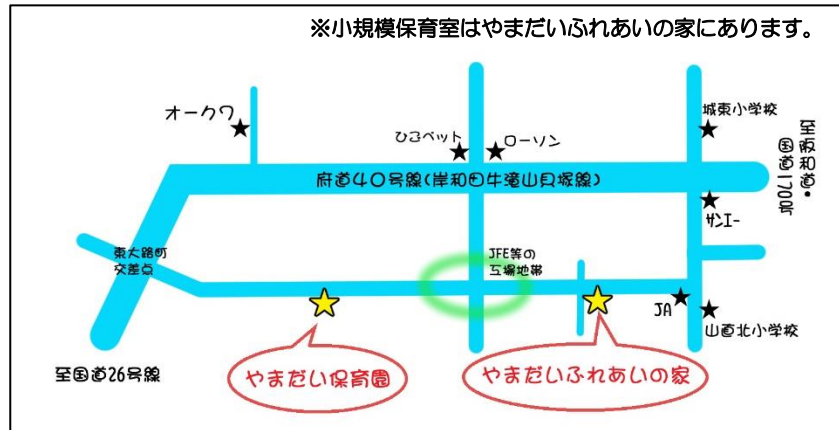 ※小規模保育室はやまだいふれあいの家にあります。
オークワ
ひごペット
ローソン
城東小学校
至阪和道・
国道170号
府道40号線(岸和田牛滝山貝塚線)
サンエー
東大路町
交差点
JFE等の
工場地帯
JA
山直北小学校
至国道26号線
やまだい保育園
やまだいふれあいの家